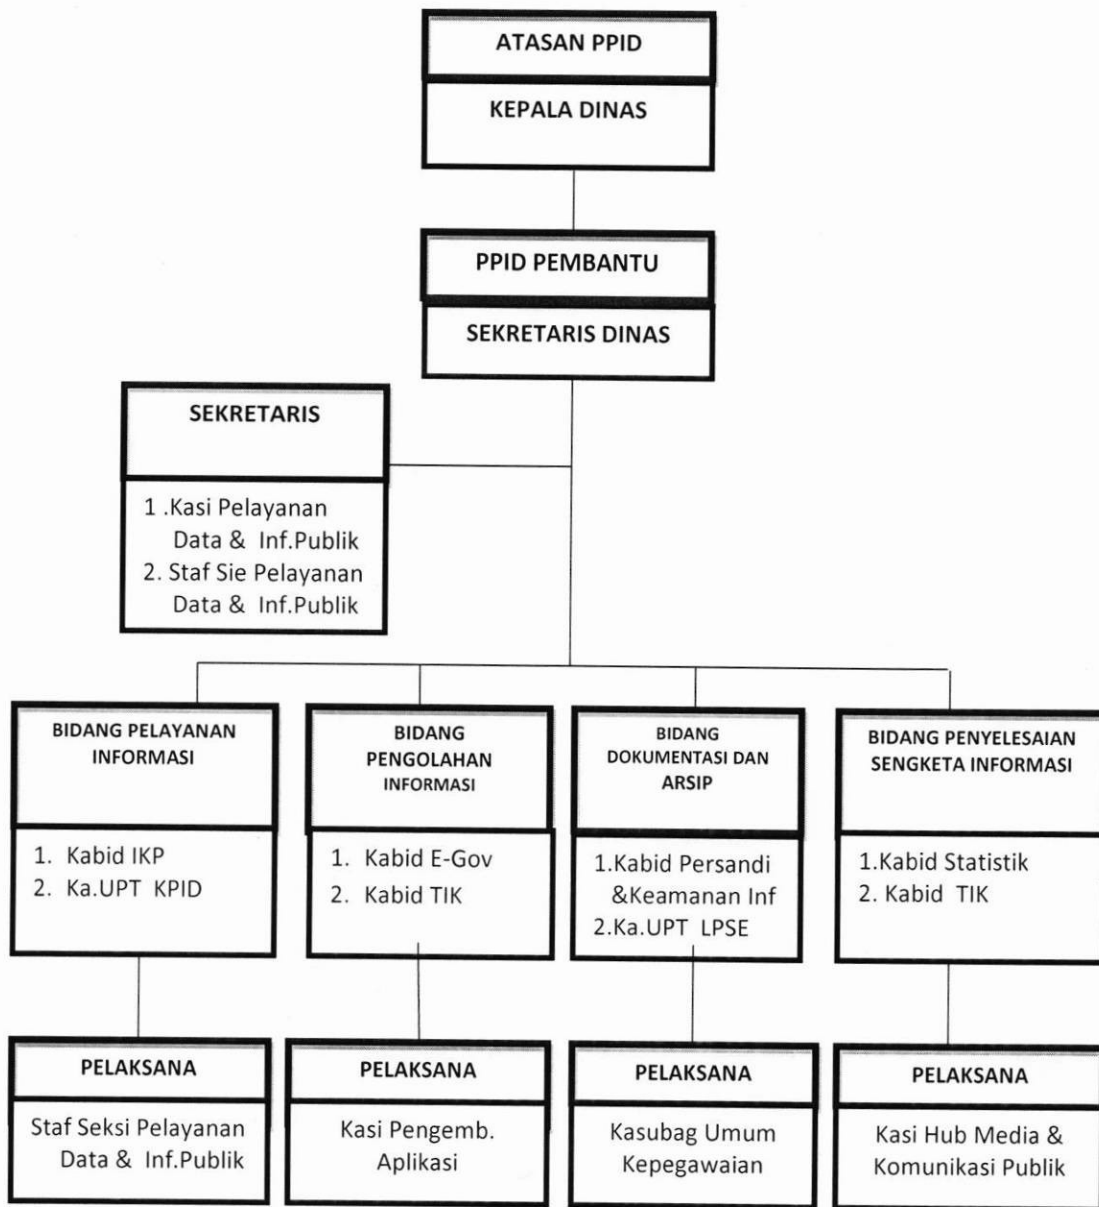 ATASAN PPID
KEPALA DINAS
PPID PEMBANTU
SEKRETARIS DINAS
SEKRETARIS
1 .Kasi Pelayanan
Data & Inf.Publik
2. Staf Sie Pelayanan
Data & Inf.Publik
BIDANG PELAYANAN
INFORMASI
1. Kabid IKP
2. Ka.UPT KPID
BIDANG
PENGOLAHAN
INFORMASI
1. Kabid E-Gov
2. Kabid TIK
BIDANG
DOKUMENTASI DAN
ARSIP
1.Kabid Persandi
&Keamanan Inf
2.Ka.UPT LPSE
BIDANG PENYELESAIAN
SENGKETA INFORMASI
1.Kabid Statistik
2. Kabid TIK
PELAKSANA
Staf Seksi Pelayanan
Data & Inf.Publik
PELAKSANA
Kasi Pengemb.
Aplikasi
PELAKSANA
Kasubag Umum
Kepegawaian
PELAKSANA
Kasi Hub Media &
Komunikasi Publik